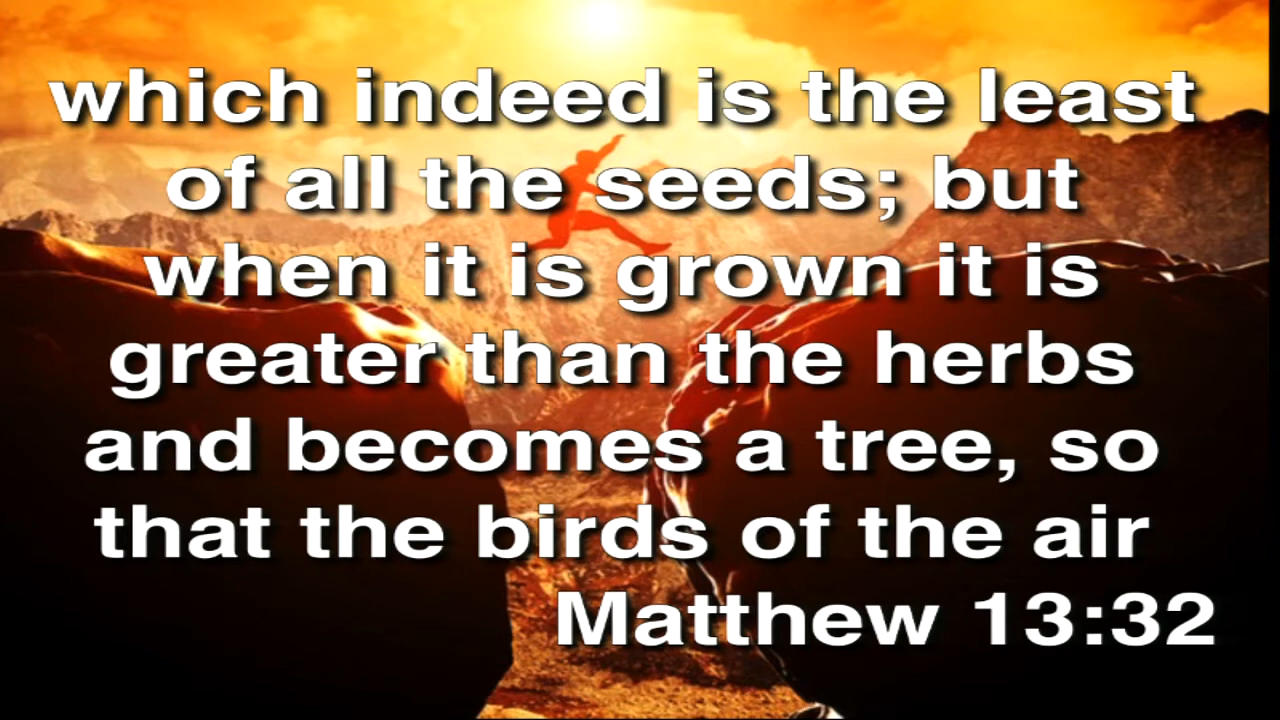 which indeed is the least
of all the seeds; but
when it is grown it is
greater than the herbs
and becomes a tree, so
that the birds of the air
Matthew 13:32